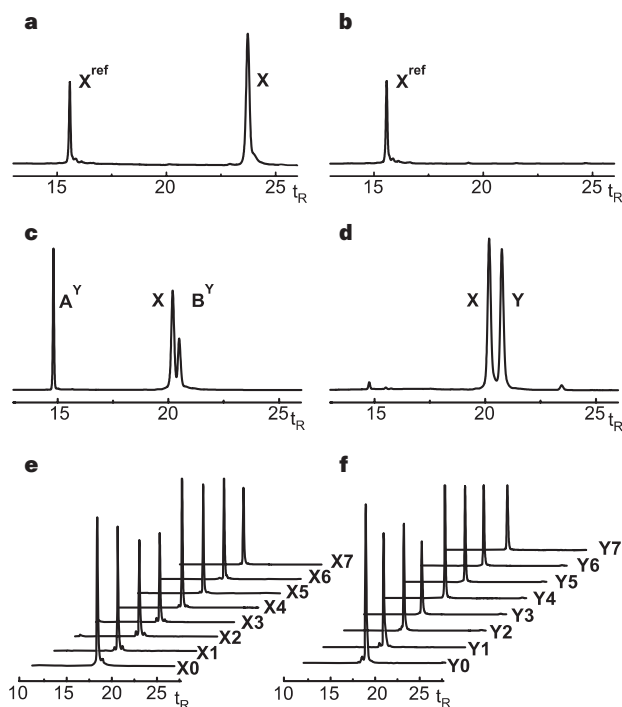 a
X^ref
X
15 20 25 t_R
b
X^ref
15 20 25 t_R
c
A^Y
X
B^Y
15 20 25 t_R
d
X
Y
15 20 25 t_R
e
X7
X6
X5
X4
X3
X2
X1
X0
10 15 20 25
t_R
f
Y7
Y6
Y5
Y4
Y3
Y2
Y1
Y0
10 15 20 25
t_R